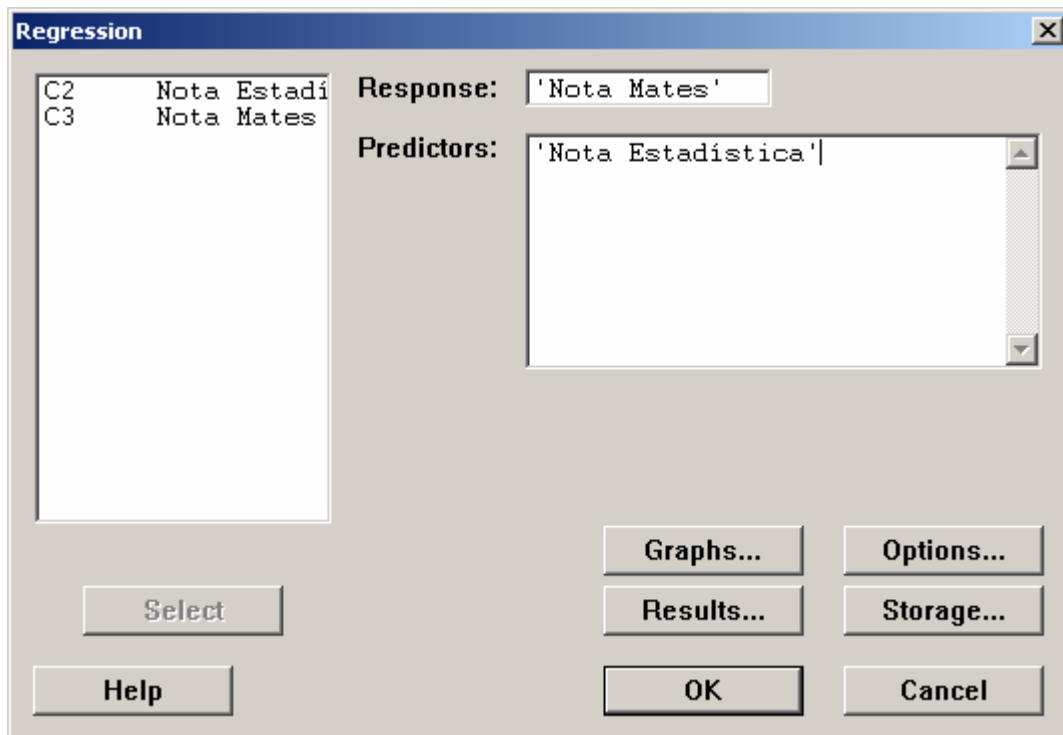 Regression
C2 Nota Estadí
C3 Nota Mates
Response: 'Nota Mates'
Predictors: 'Nota Estadística'
Graphs... Options...
Select Results... Storage...
Help OK Cancel